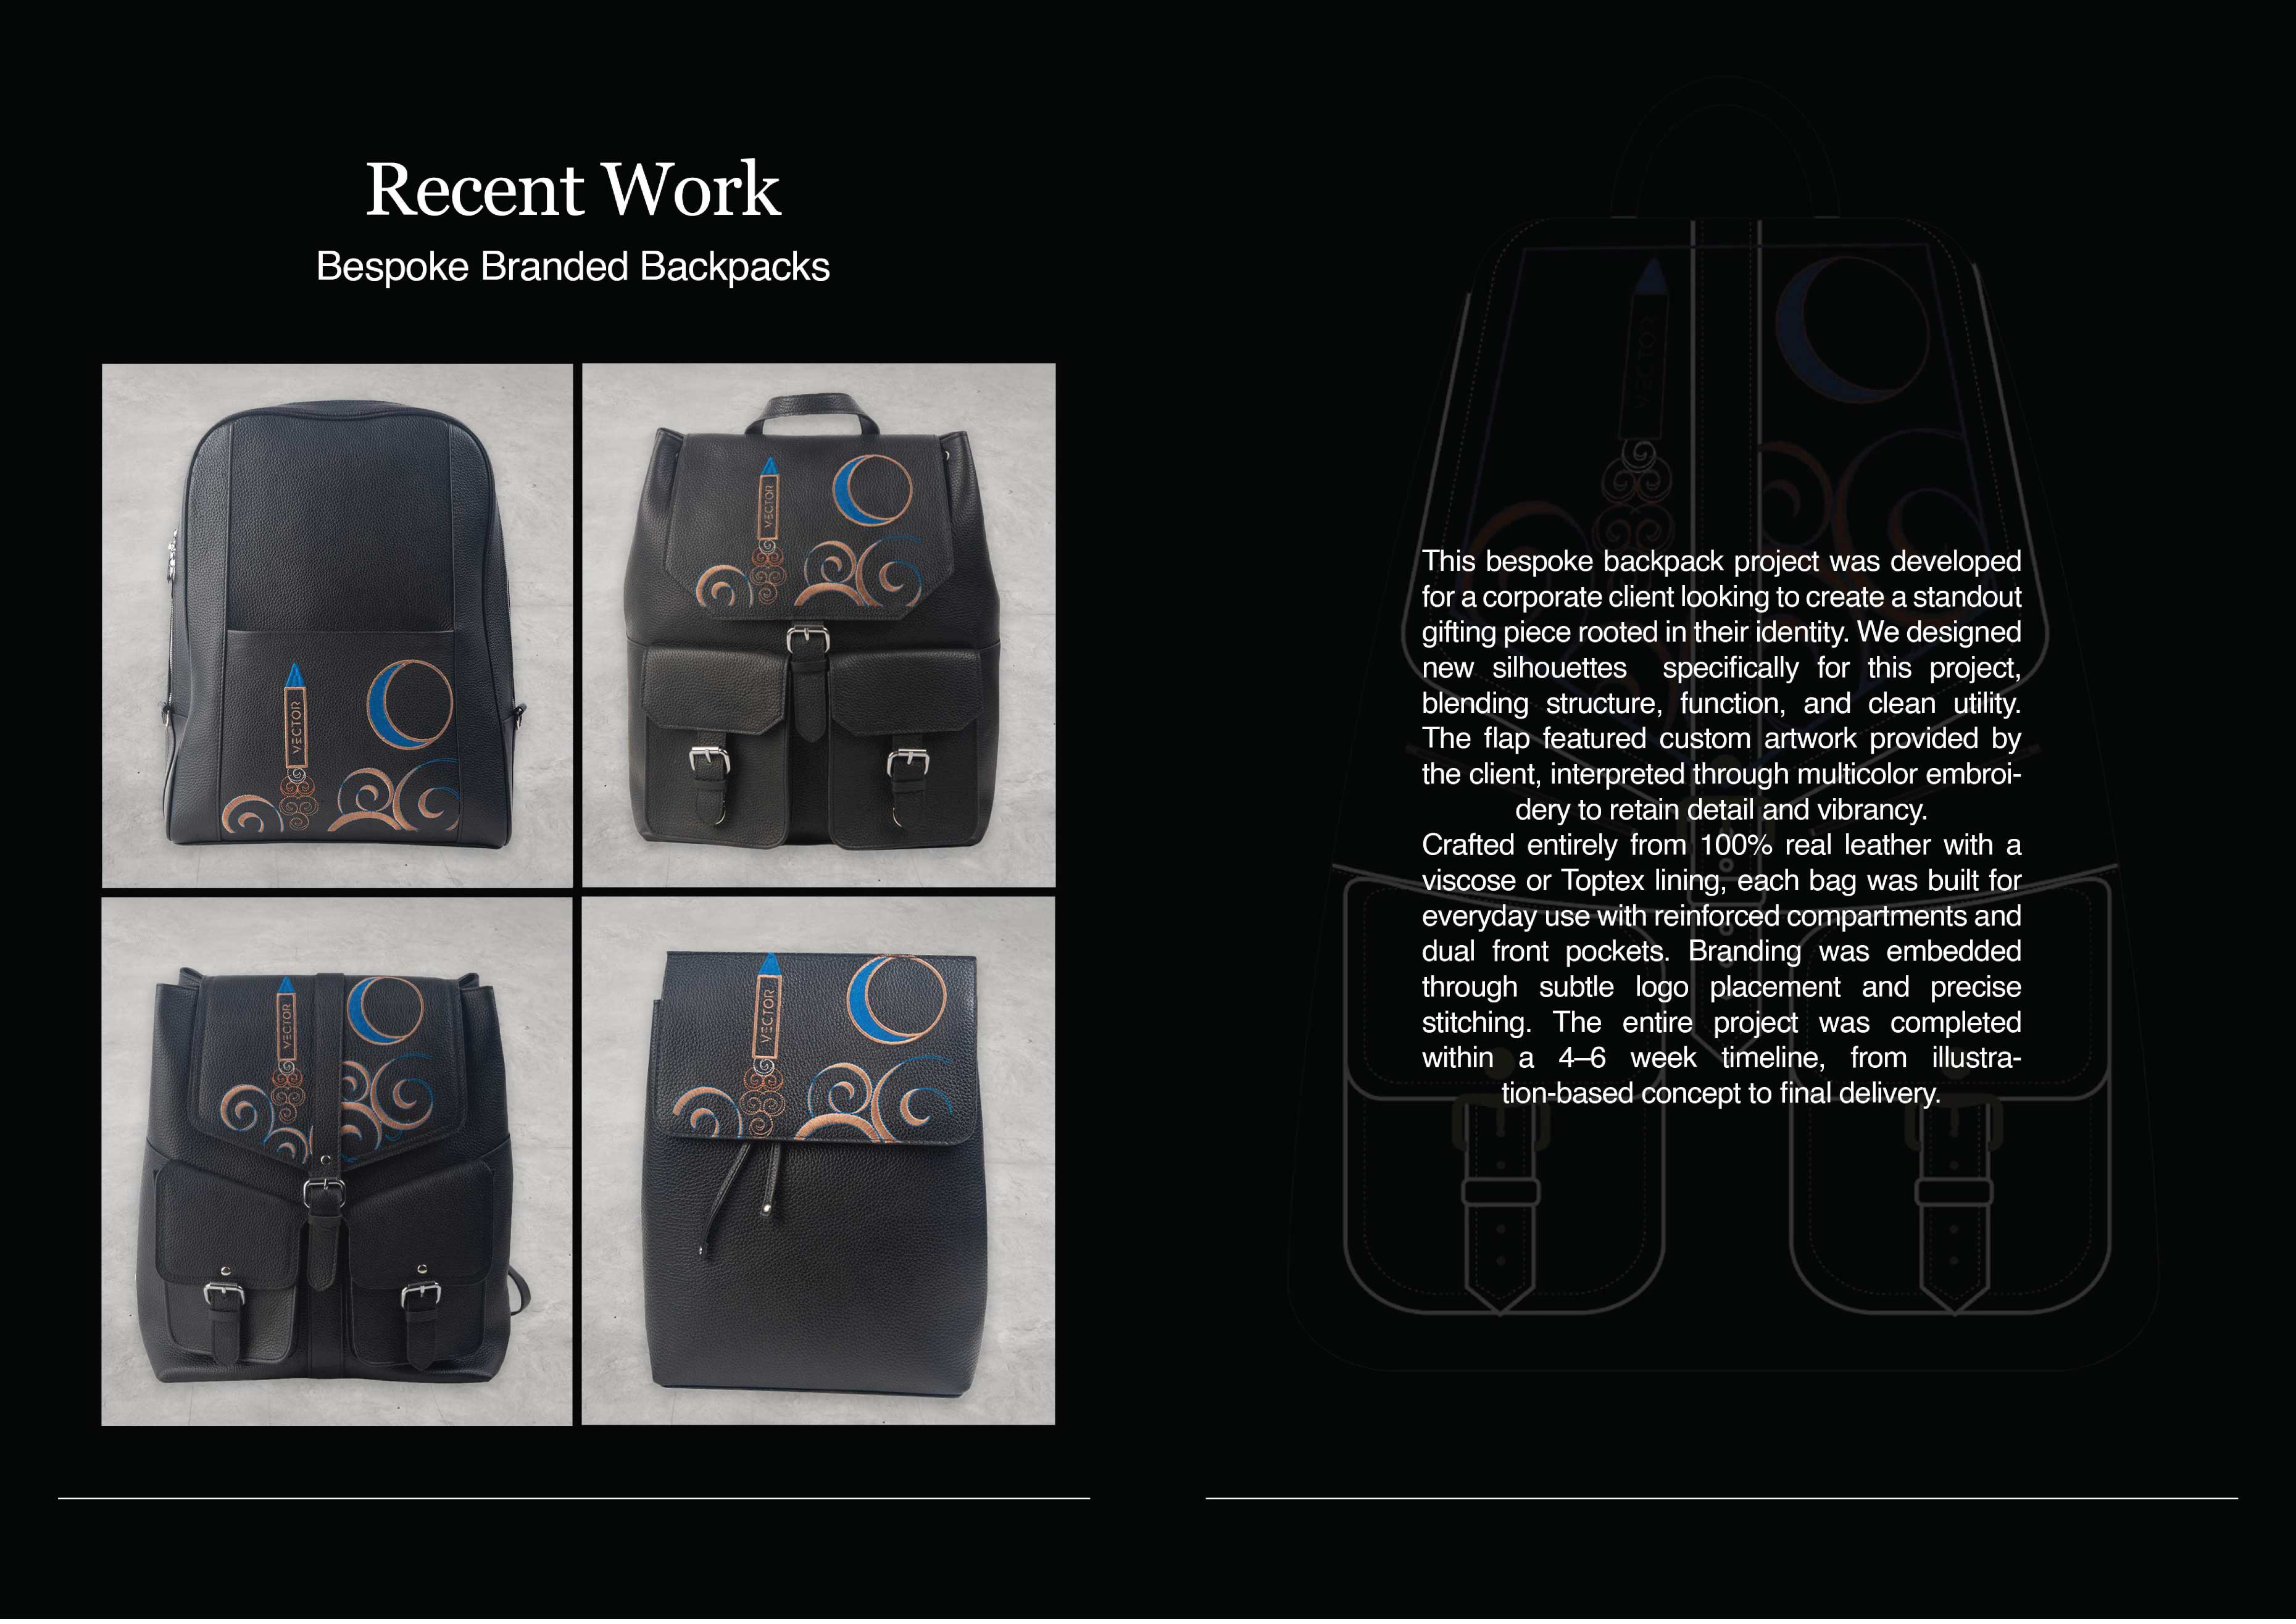 Recent Work
Bespoke Branded Backpacks
VECTOR
VECTOR
VECTOR
VECTOR
VECTOR
This bespoke backpack project was developed
for a corporate client looking to create a standout
gifting piece rooted in their identity. We designed
new silhouettes specifically for this project,
blending structure, function, and clean utility.
The flap featured custom artwork provided by
the client, interpreted through multicolor embroi-
dery to retain detail and vibrancy.
Crafted entirely from 100% real leather with a
viscose or Toptex lining, each bag was built for
everyday use with reinforced compartments and
dual front pockets. Branding was embedded
through subtle logo placement and precise
stitching. The entire project was completed
within a 4–6 week timeline, from illustra-
tion-based concept to final delivery.